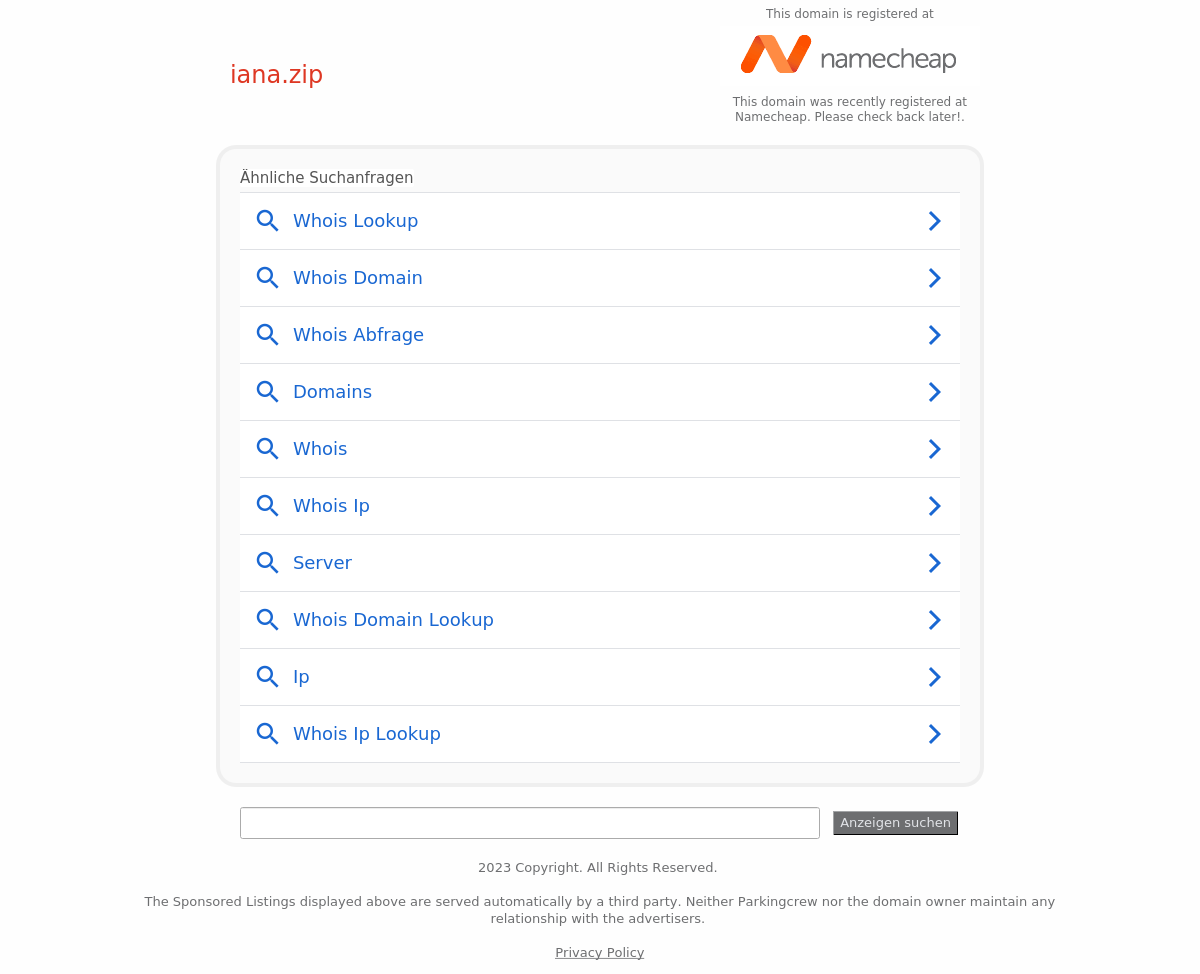 This domain is registered at
namecheap
iana.zip
This domain was recently registered at
Namecheap. Please check back later!.
Ähnliche Suchanfragen
Whois Lookup
Whois Domain
Whois Abfrage
Domains
Whois
Whois Ip
Server
Whois Domain Lookup
Ip
Whois Ip Lookup
Anzeigen suchen
2023 Copyright. All Rights Reserved.
The Sponsored Listings displayed above are served automatically by a third party. Neither Parkingcrew nor the domain owner maintain any
relationship with the advertisers.
Privacy Policy